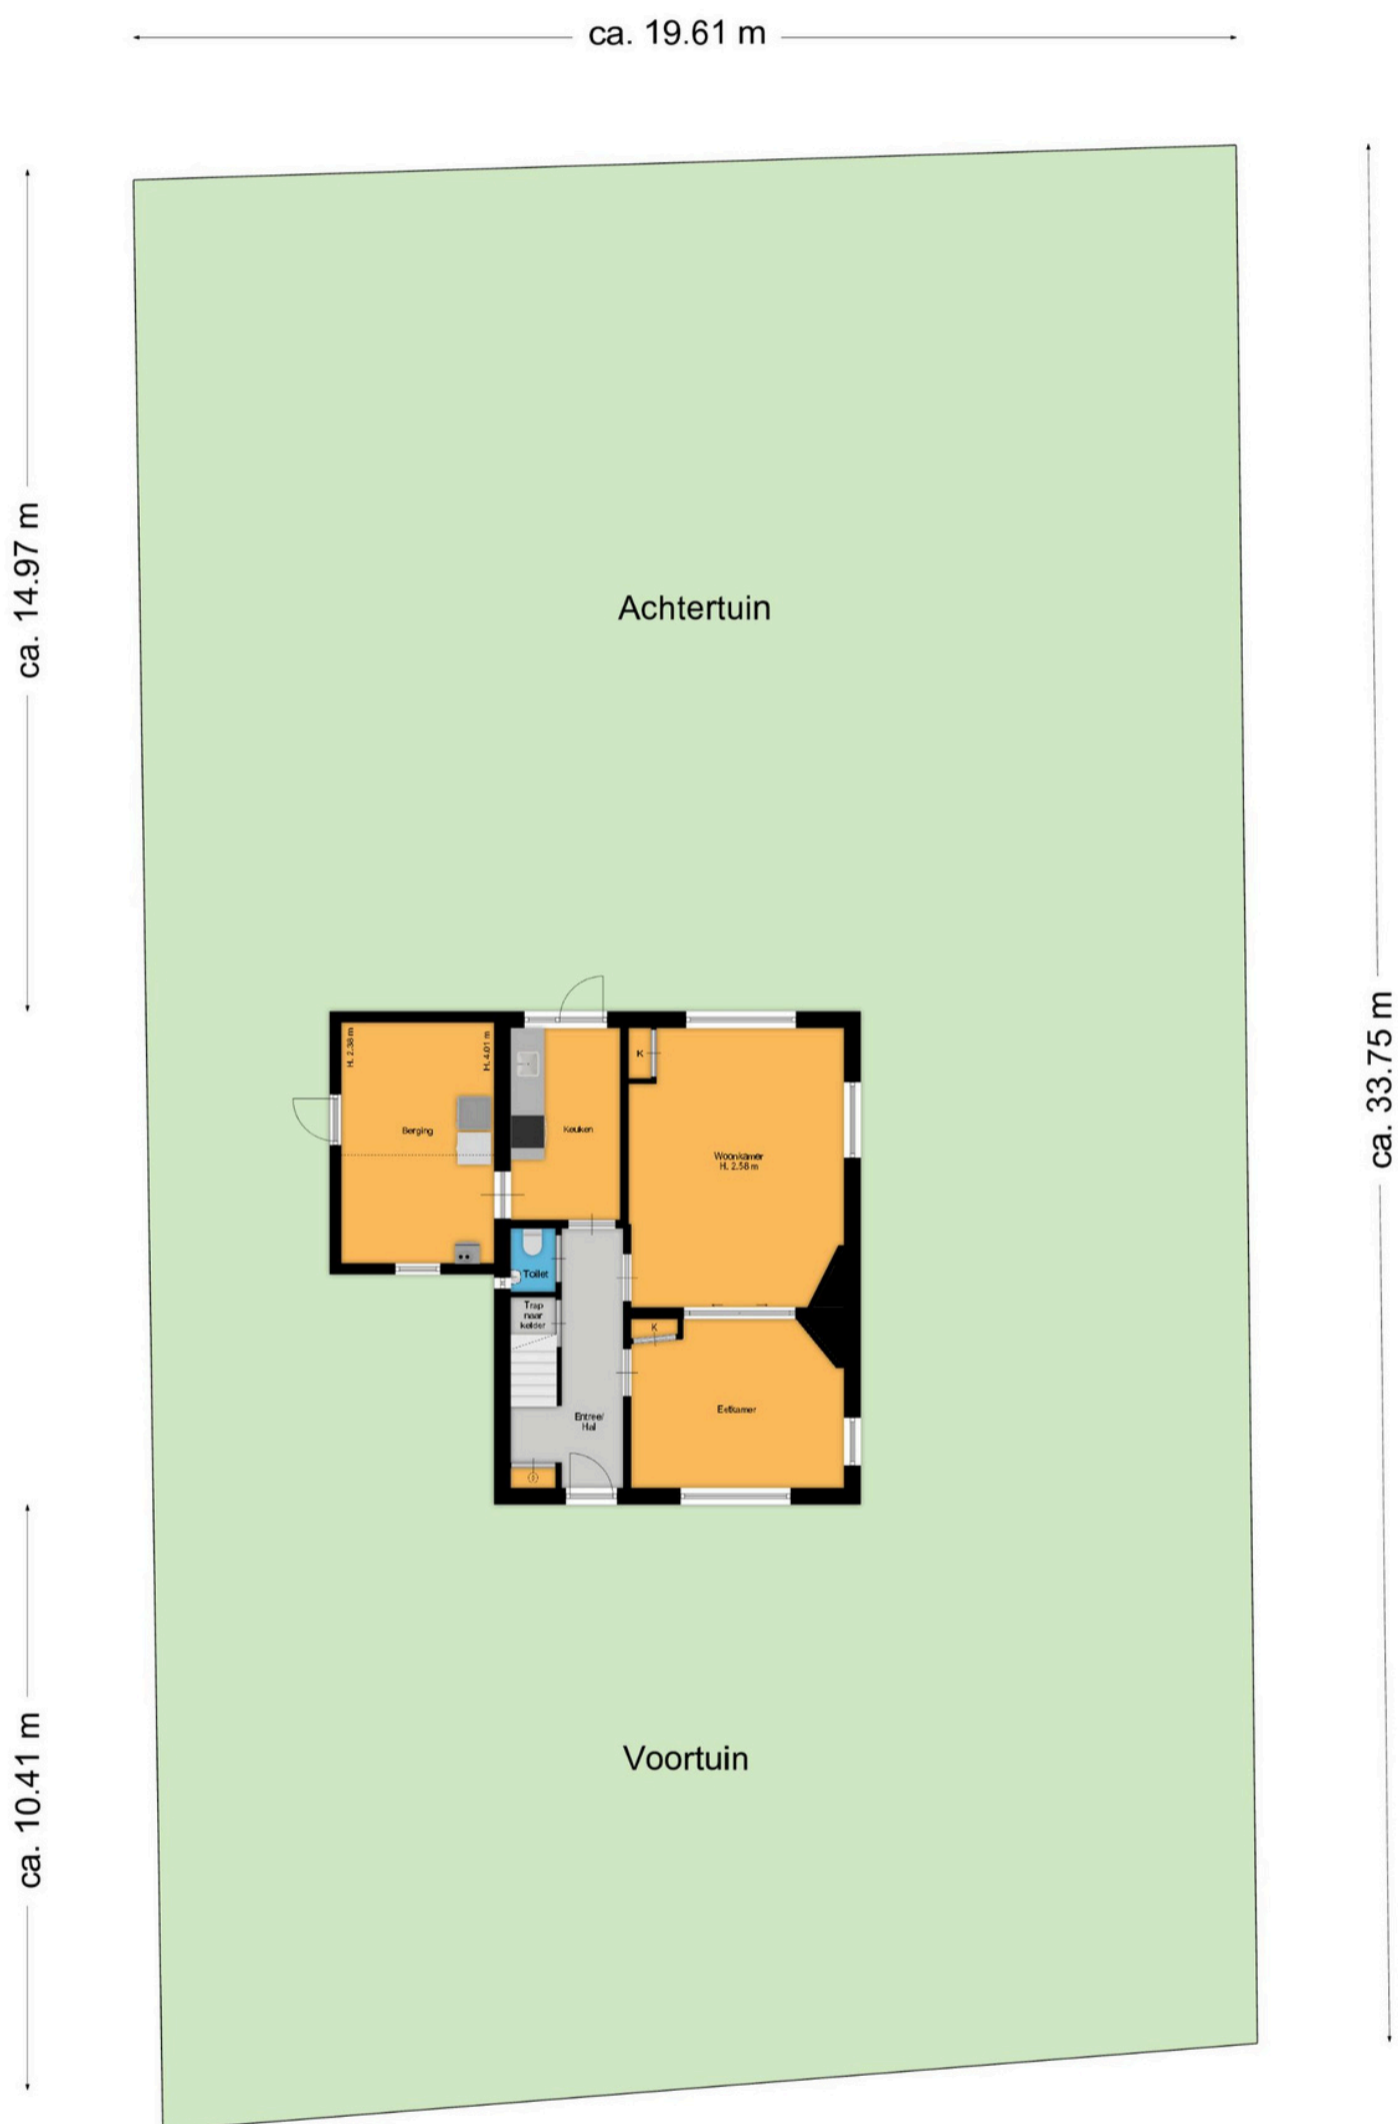 ca. 19.61 m
ca. 14.97 m
Achtertuin
ca. 33.75 m
H. 2.38 m
H. 4.01 m
Berging
Keuken
K
Woonkamer
H. 2.58 m
Toilet
Trap
naar
kelder
K
Eetkamer
Entree/
Hal
ca. 10.41 m
Voortuin